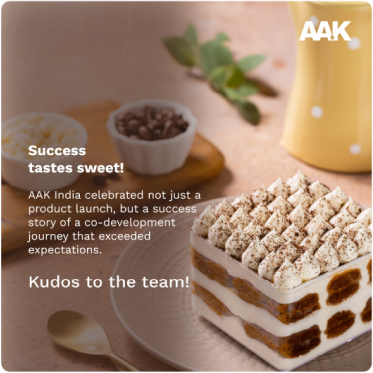 AAK
Success
tastes sweet!
AAK India celebrated not just a
product launch, but a success
story of a co-development
journey that exceeded
expectations.
Kudos to the team!